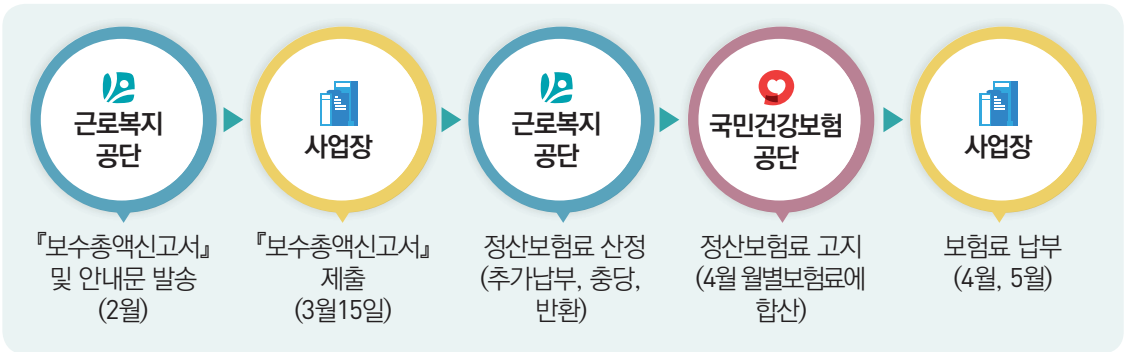 근로복지
공단
『보수총액신고서』
및 안내문 발송
(2월)
사업장
『보수총액신고서』
제출
(3월15일)
근로복지
공단
정산보험료 산정
(추가납부, 충당,
반환)
국민건강보험
공단
정산보험료 고지
(4월 월별보험료에
합산)
사업장
보험료 납부
(4월, 5월)